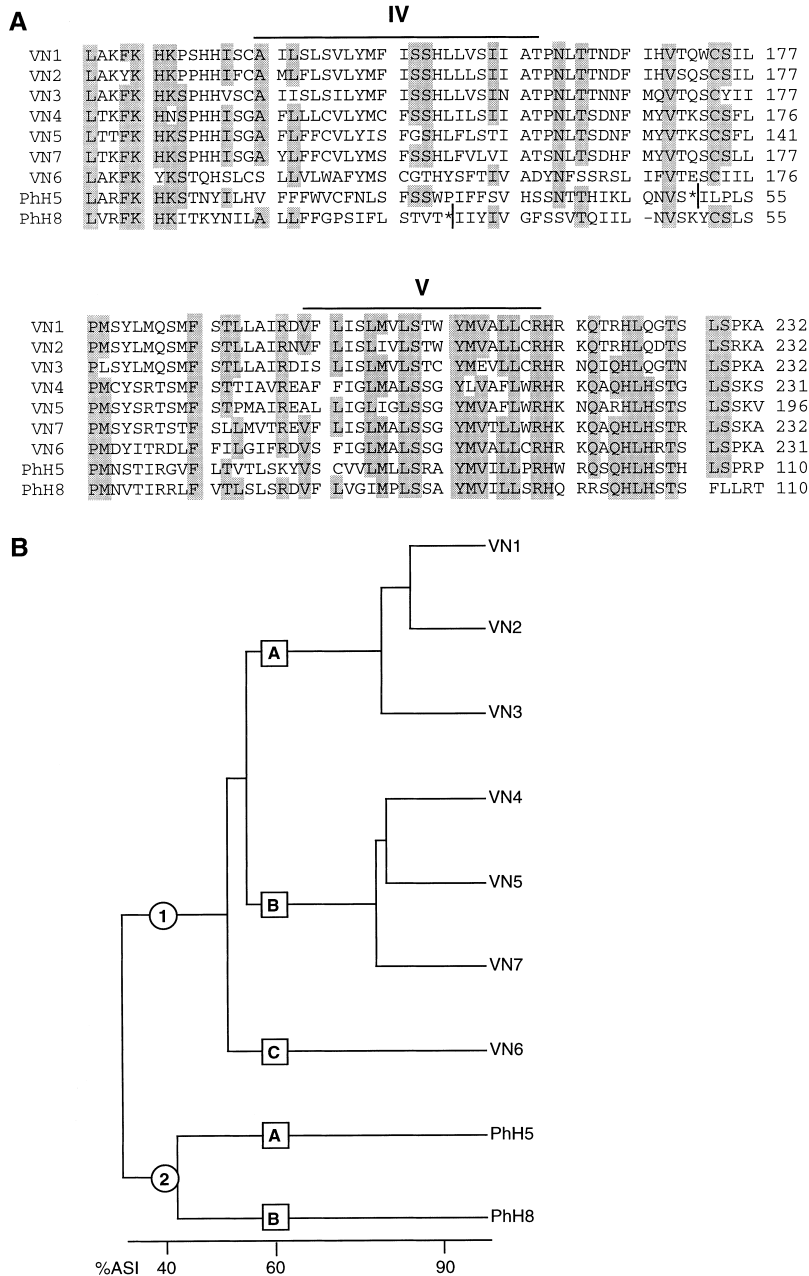 A
IV
VN1 LAKFK HKPSHHISCA ILSLSVLYMF ISSHLLVSII ATPNLTTNDF IHVTQWCSIL 177
VN2 LAKYK HKPPHHIFCA MLFLSVLYMF ISSHLLLSII ATPNLTTNDF IHVSQSCSIL 177
VN3 LAKFK HKSPHHVSCA IISLSILYMF ISSHLLVSIN ATPNLTTNNF MQVTQSCYII 177
VN4 LTKFK HNSPHHISGA FLLLCVLYMC FSSHLILSII ATSNLTSDNF MYVTKSCSFL 176
VN5 LTTFK HKSPHHISGA FLFFCVLYIS FGSHLFLSTI ATPNLTSDNF MYVTKSCSFL 141
VN7 LTKFK HKSPHHISGA YLFFCVLYMS FSSHLFVLVI ATSNLTSDHF MYVTQSCSLL 177
VN6 LAKFK YKSTQHSLCS LLVLWAFYMS CGTHYSFTIV ADYNFSSRSL IFVTESCIIL 176
PhH5 LARFK HKSTNYILHV FFFWVCFNLS FSSWPIFFSV HSSNTTHIKL QNVS*ILPLS 55
PhH8 LVRFK HKITKYNILA LLFFGPSIFL STVT*IIYIV GFSSVTQIIL -NVSKYCSLS 55
V
VN1 PMSYLMQSMF STLLAIRDVF LISLMVLSTW YMVALLCRHR KQTRHLQGTS LSPKA 232
VN2 PMSYLMQSMF STLLAIRNVF LISLIVLSTW YMVALLCRHR KQTRHLQDTS LSRKA 232
VN3 PLSYLMQSMF STLLAIRDIS LISLMVLSTC YMEVLLCRHR NQIQHLQGTN LSPKA 232
VN4 PMCYSRTSMF STTIAVREAF FIGLMALSSG YLVAFLWRHR KQAQHLHSTG LSSKS 231
VN5 PMSYSRTSMF STPMAIREAL LIGLIGLSSG YMVAFLWRHK NQARHLHSTS LSSKV 196
VN7 PMSYSRTSTF SLLMVTREVF LISLMALSSG YMVTLLWRHK KQAQHLHSTR LSSKA 232
VN6 PMDYITRDLF FILGIFRDVS FIGLMALSSG YMVALLCRHR KQAQHLHRTS LSPKA 231
PhH5 PMNSTIRGVF LTVTLSKYVS CVVLMLLSRA YMVILLPRHW RQSQHLHSTH LSPRP 110
PhH8 PMNVTIRRLF VTLSLSRDVF LVGIMPLSSA YMVILLSRHQ RRSQHLHSTS FLLRT 110
B
VN1
VN2
A
VN3
VN4
VN5
B
1
VN7
C VN6
A PhH5
2
B PhH8
%ASI 40 60 90